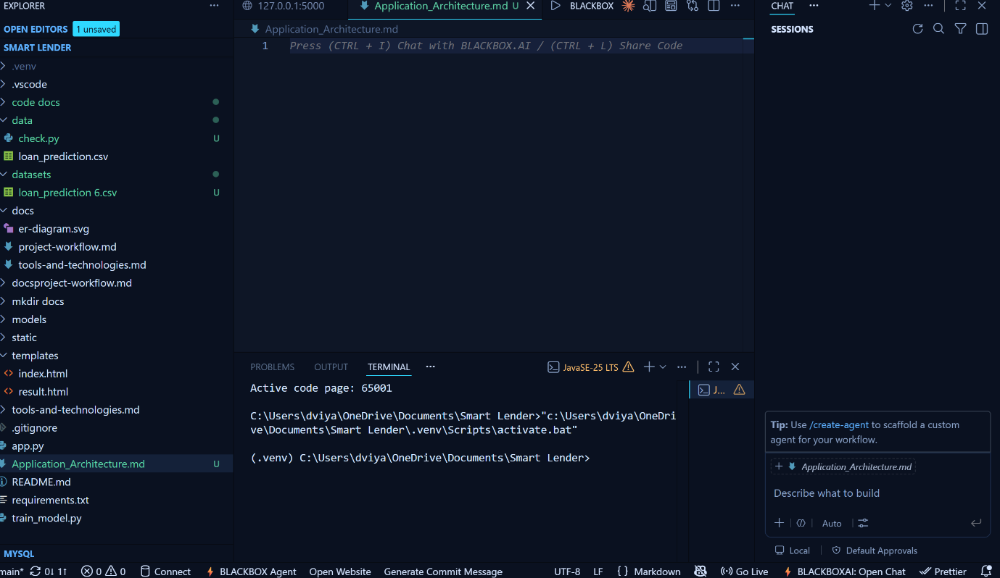 EXPLORER
OPEN EDITORS 1 unsaved
SMART LENDER
.venv
.vscode
code docs
data
check.py U
loan_prediction.csv
datasets
loan_prediction 6.csv U
docs
er-diagram.svg
project-workflow.md
tools-and-technologies.md
docsproject-workflow.md
mkdir docs
models
static
templates
index.html
result.html
tools-and-technologies.md
.gitignore
app.py
Application_Architecture.md U
README.md
requirements.txt
train_model.py
MYSQL
127.0.0.1:5000 Application_Architecture.md U BLACKBOX
Application_Architecture.md
1 Press (CTRL + I) Chat with BLACKBOX.AI / (CTRL + L) Share Code
PROBLEMS OUTPUT TERMINAL JavaSE-25 LTS
Active code page: 65001
C:\Users\dviya\OneDrive\Documents\Smart Lender>"c:\Users\dviya\OneDri
ve\Documents\Smart Lender\.venv\Scripts\activate.bat"
(.venv) C:\Users\dviya\OneDrive\Documents\Smart Lender>
J...
CHAT
SESSIONS
Tip: Use /create-agent to scaffold a custom
agent for your workflow.
Application_Architecture.md
Describe what to build
Auto
Local Default Approvals
main* 0↓ 1↑ 0 0 Connect BLACKBOX Agent Open Website Generate Commit Message UTF-8 LF { } Markdown Go Live BLACKBOXAI: Open Chat Prettier